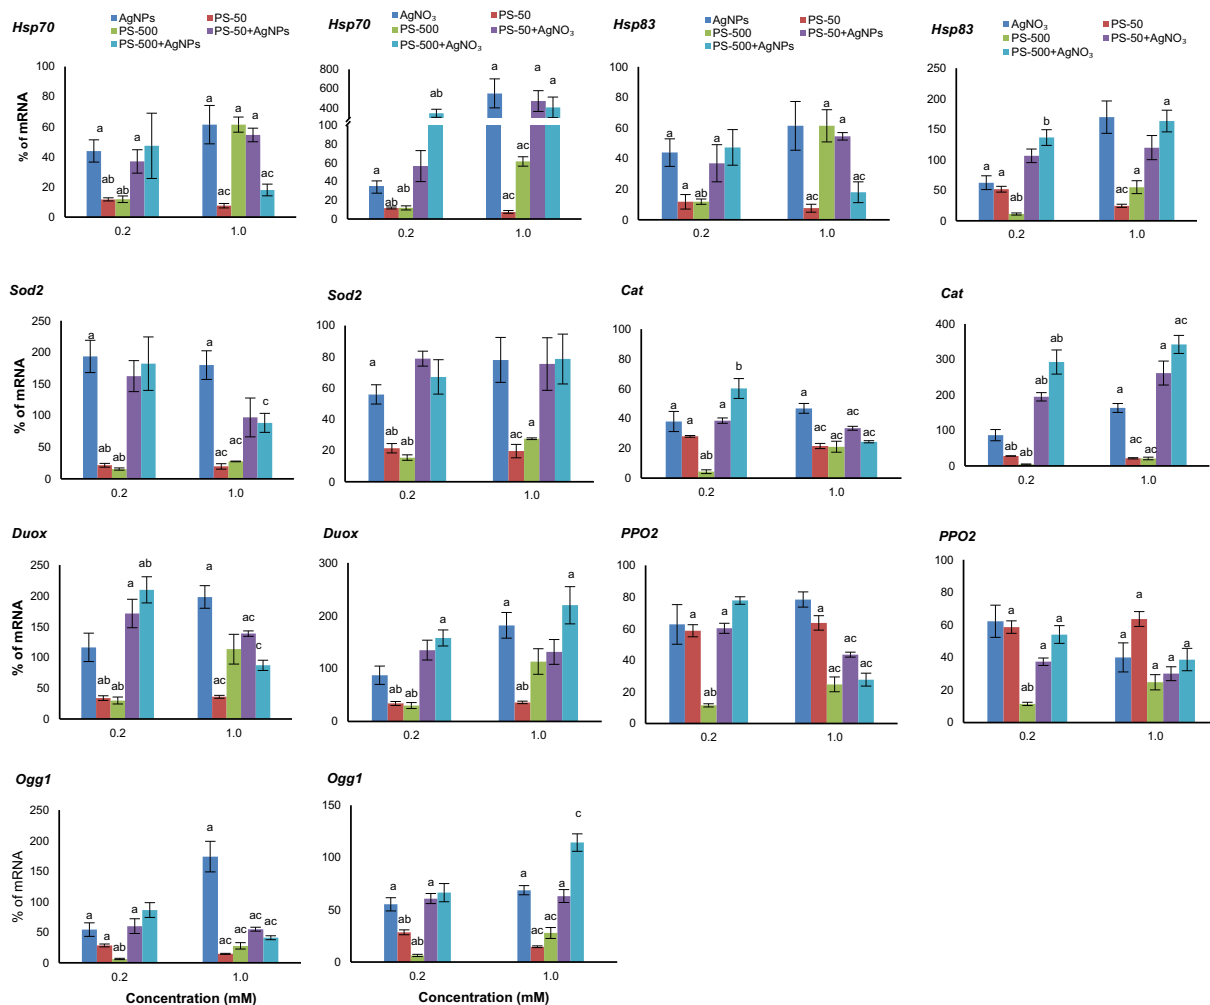 Hsp70
AgNPs PS-50
PS-500 PS-50+AgNPs
PS-500+AgNPs
% of mRNA
100
80
60
40
20
0
a a ab ab a a ac a a ac
0.2 1.0
Hsp70
AgNO3 PS-50
PS-500 PS-50+AgNO3
PS-500+AgNO3
800
600
400
200
100
80
60
40
20
0
a ab ab ab a ac ac a a
0.2 1.0
Hsp83
AgNPs PS-50
PS-500 PS-50+AgNPs
PS-500+AgNPs
100
80
60
40
20
0
a a ab a ac a ac
0.2 1.0
Hsp83
AgNO3 PS-50
PS-500 PS-50+AgNO3
PS-500+AgNO3
250
200
150
100
50
0
a a ab b ac ac a
0.2 1.0
Sod2
% of mRNA
250
200
150
100
50
0
a ab ab a ac ac c
0.2 1.0
Sod2
100
80
60
40
20
0
a ab ab ac a
0.2 1.0
Cat
100
80
60
40
20
0
a a ab a b a ac ac ac ac
0.2 1.0
Cat
400
300
200
100
0
ab ab ab ab a ac ac ac ac
0.2 1.0
Duox
% of mRNA
250
200
150
100
50
0
ab ab a ab a ac ac c
0.2 1.0
Duox
300
200
100
0
ab ab a a ac a
0.2 1.0
PPO2
100
80
60
40
20
0
a ab a a ac ac ac
0.2 1.0
PPO2
100
80
60
40
20
0
a ab a a a a a a a
0.2 1.0
Ogg1
% of mRNA
250
200
150
100
50
0
a a ab a a ac ac ac ac
0.2 1.0
Concentration (mM)
Ogg1
150
100
50
0
a ab ab a a ac ac a c
0.2 1.0
Concentration (mM)